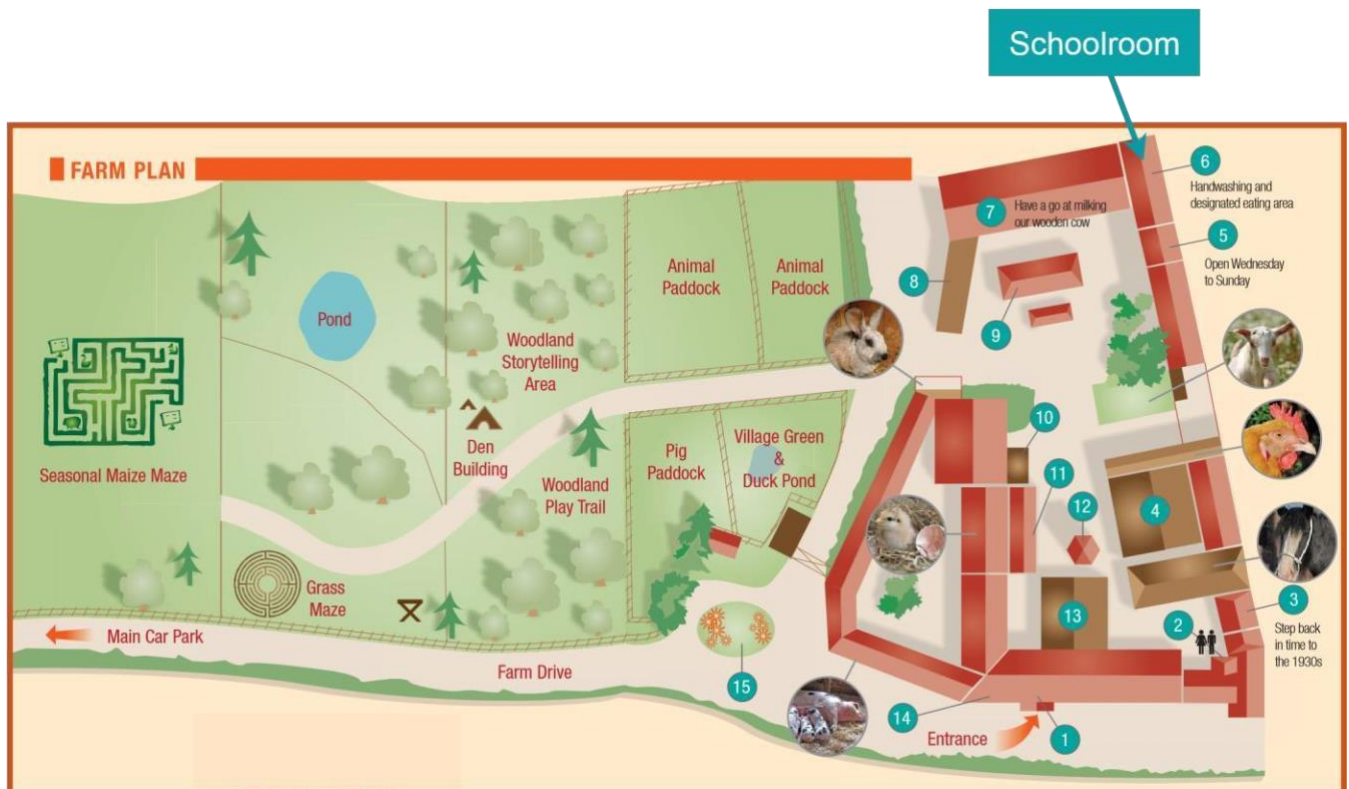 Schoolroom
FARM PLAN
6
Handwashing and
designated eating area
7
Have a go at milking
our wooden cow
5
Open Wednesday
to Sunday
8
9
Animal
Paddock
Animal
Paddock
Pond
Woodland
Storytelling
Area
Seasonal Maize Maze
Den
Building
Woodland
Play Trail
Pig
Paddock
Village Green
&
Duck Pond
10
11
12
4
Grass
Maze
13
3
Step back
in time to
the 1930s
2
Main Car Park
Farm Drive
15
14
Entrance
1